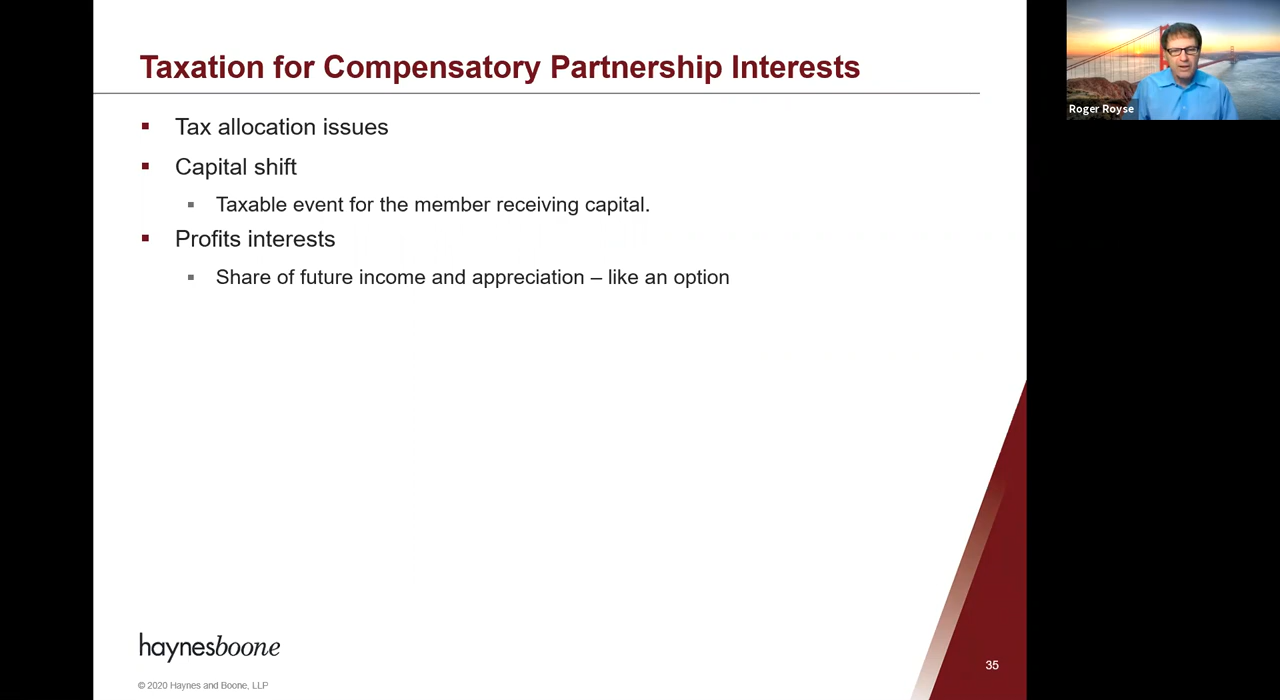 Taxation for Compensatory Partnership Interests
Tax allocation issues
Capital shift
Taxable event for the member receiving capital.
Profits interests
Share of future income and appreciation – like an option
haynesboone
© 2020 Haynes and Boone, LLP
35
Roger Royse